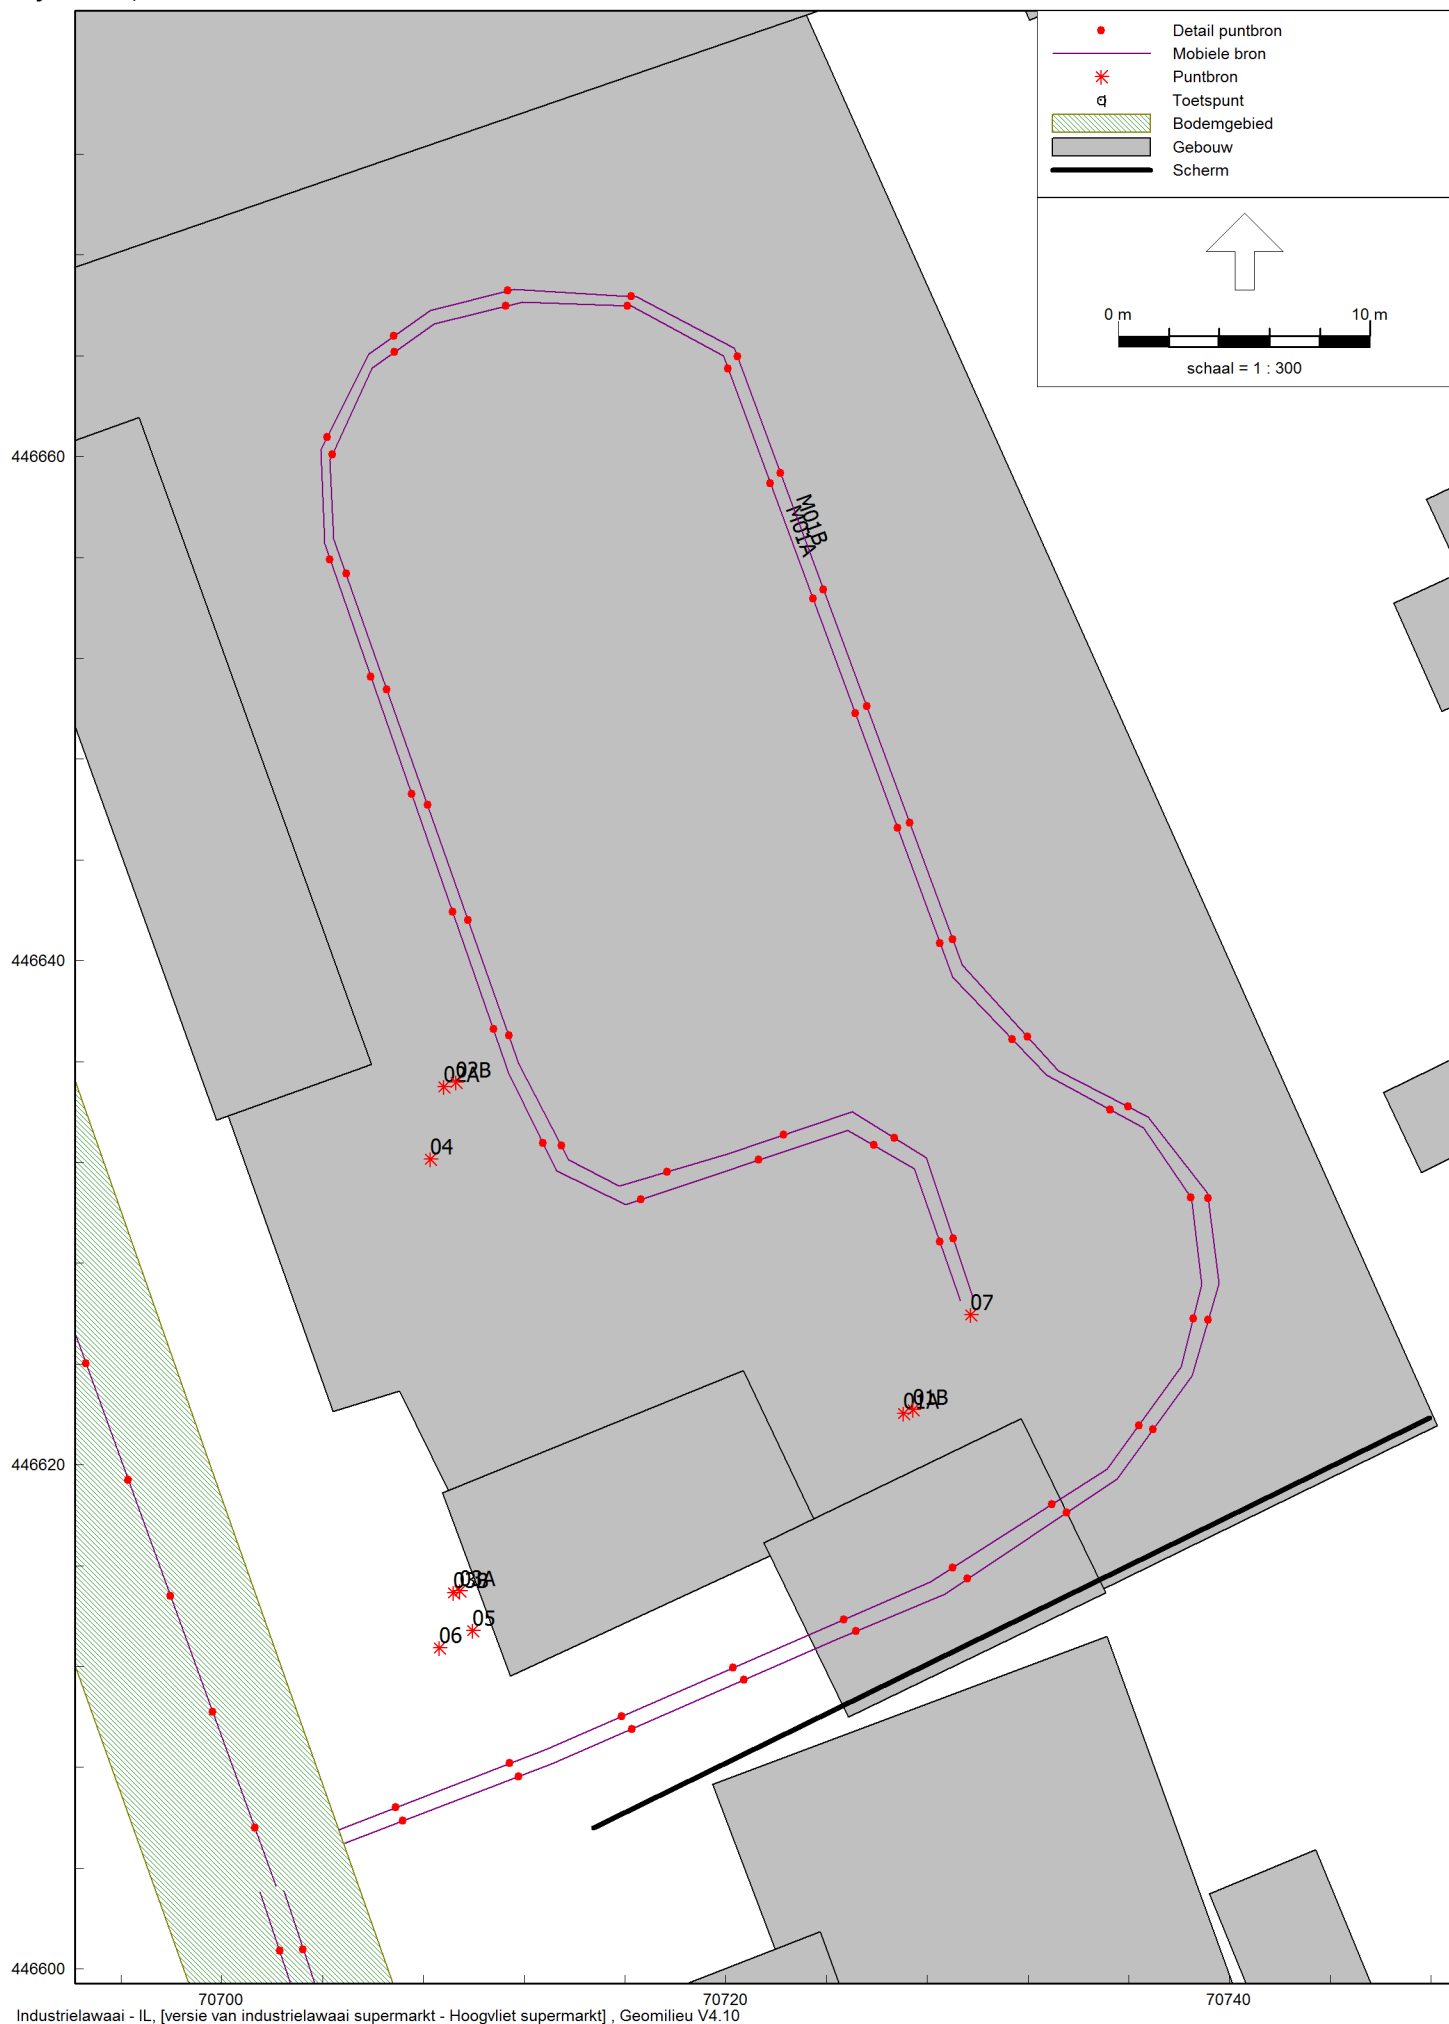 Detail puntbron
Mobiele bron
Puntbron
Toetspunt
Bodemgebied
Gebouw
Scherm
0 m 10 m
schaal = 1 : 300
446660
M01B
M01A
446640
02B
02A
04
07
01B
01A
446620
03A
03B
05
06
446600
70700 70720 70740
Industrielawaai - IL, [versie van industrielawaai supermarkt - Hoogvliet supermarkt] , Geomilieu V4.10